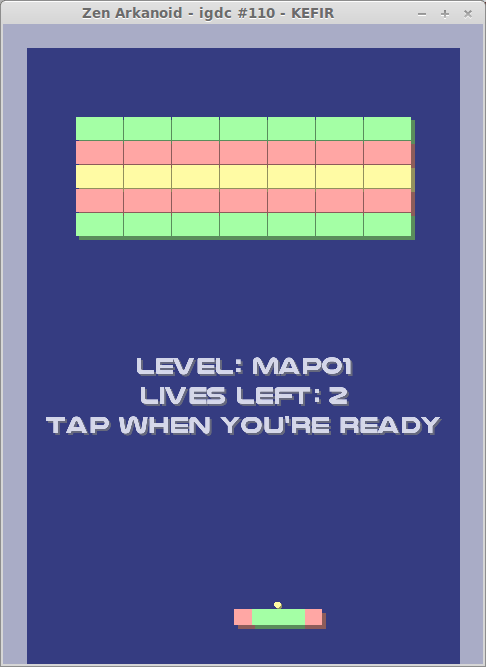 Zen Arkanoid - igdc #110 - KEFIR
LEVEL: MAP01
LIVES LEFT: 2
TAP WHEN YOU'RE READY